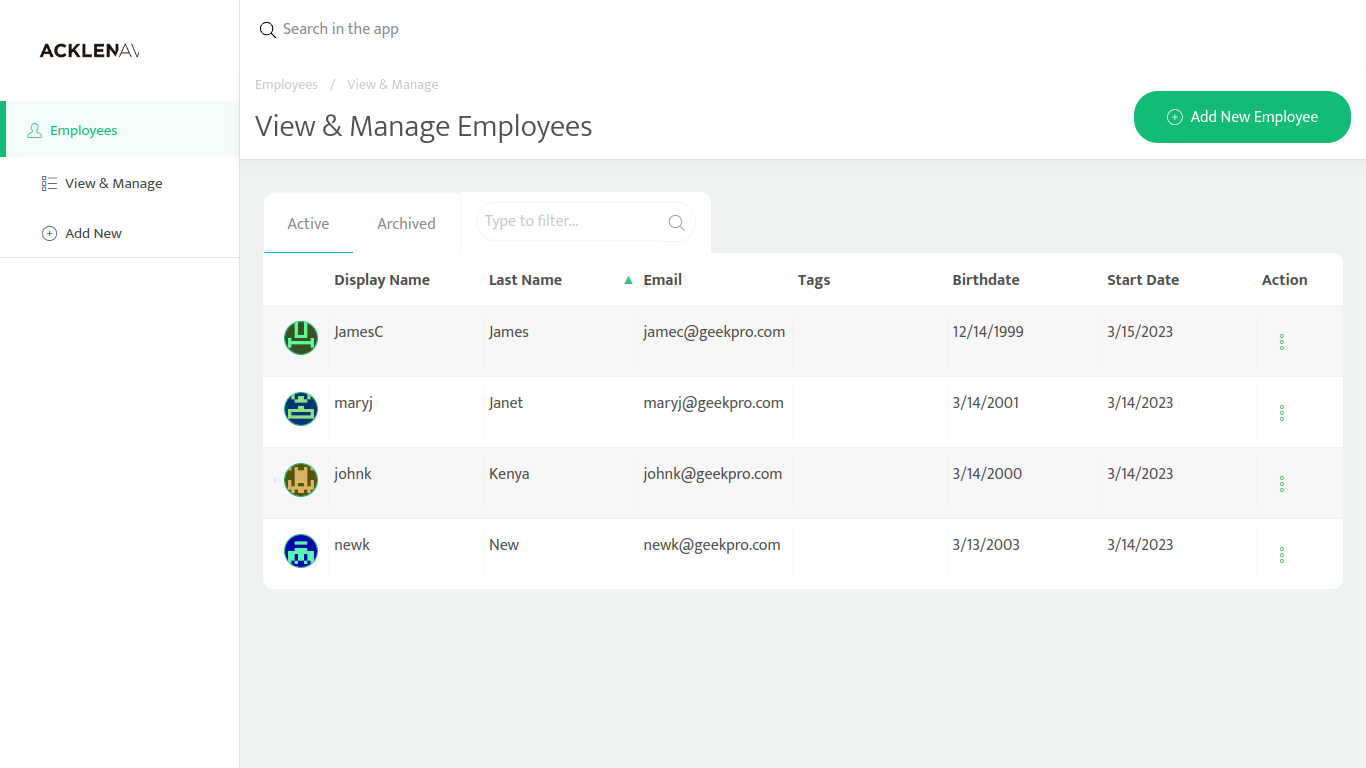 ACKLENAV
Search in the app
Employees / View & Manage
View & Manage Employees
Add New Employee
Employees
View & Manage
Add New
Active Archived Type to filter...
Display Name Last Name ▲ Email Tags Birthdate Start Date Action
JamesC James jamec@geekpro.com 12/14/1999 3/15/2023
maryj Janet maryj@geekpro.com 3/14/2001 3/14/2023
johnk Kenya johnk@geekpro.com 3/14/2000 3/14/2023
newk New newk@geekpro.com 3/13/2003 3/14/2023